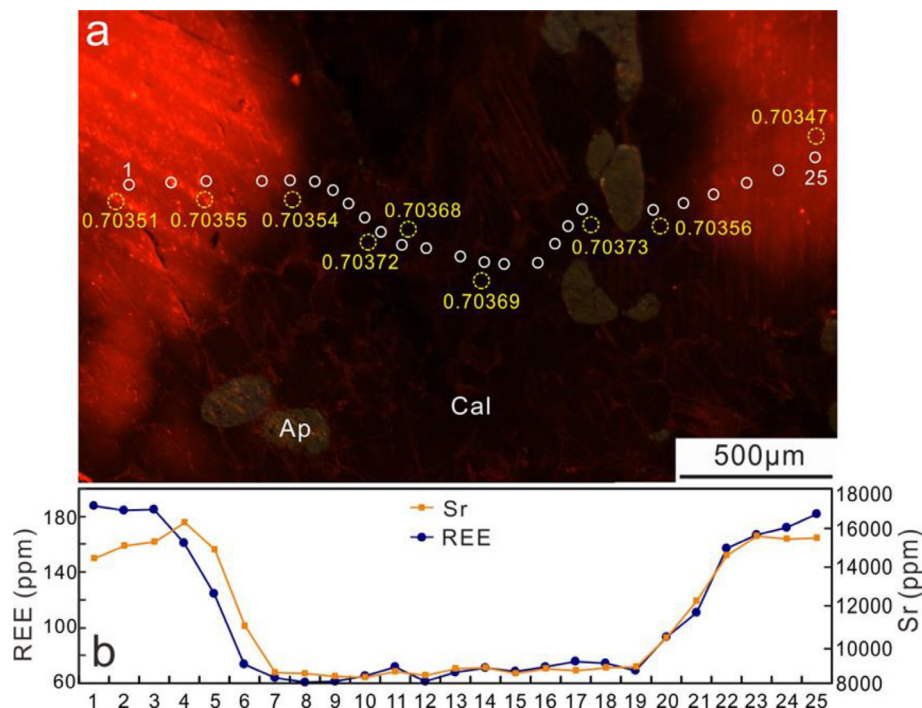 a
0.70347
1
25
0.70351
0.70355
0.70354
0.70368
0.70372
0.70373
0.70356
0.70369
Ap
Cal
500μm
180
140
100
60
REE (ppm)
Sr
REE
b
18000
16000
14000
12000
10000
8000
Sr (ppm)
1 2 3 4 5 6 7 8 9 10 11 12 13 14 15 16 17 18 19 20 21 22 23 24 25